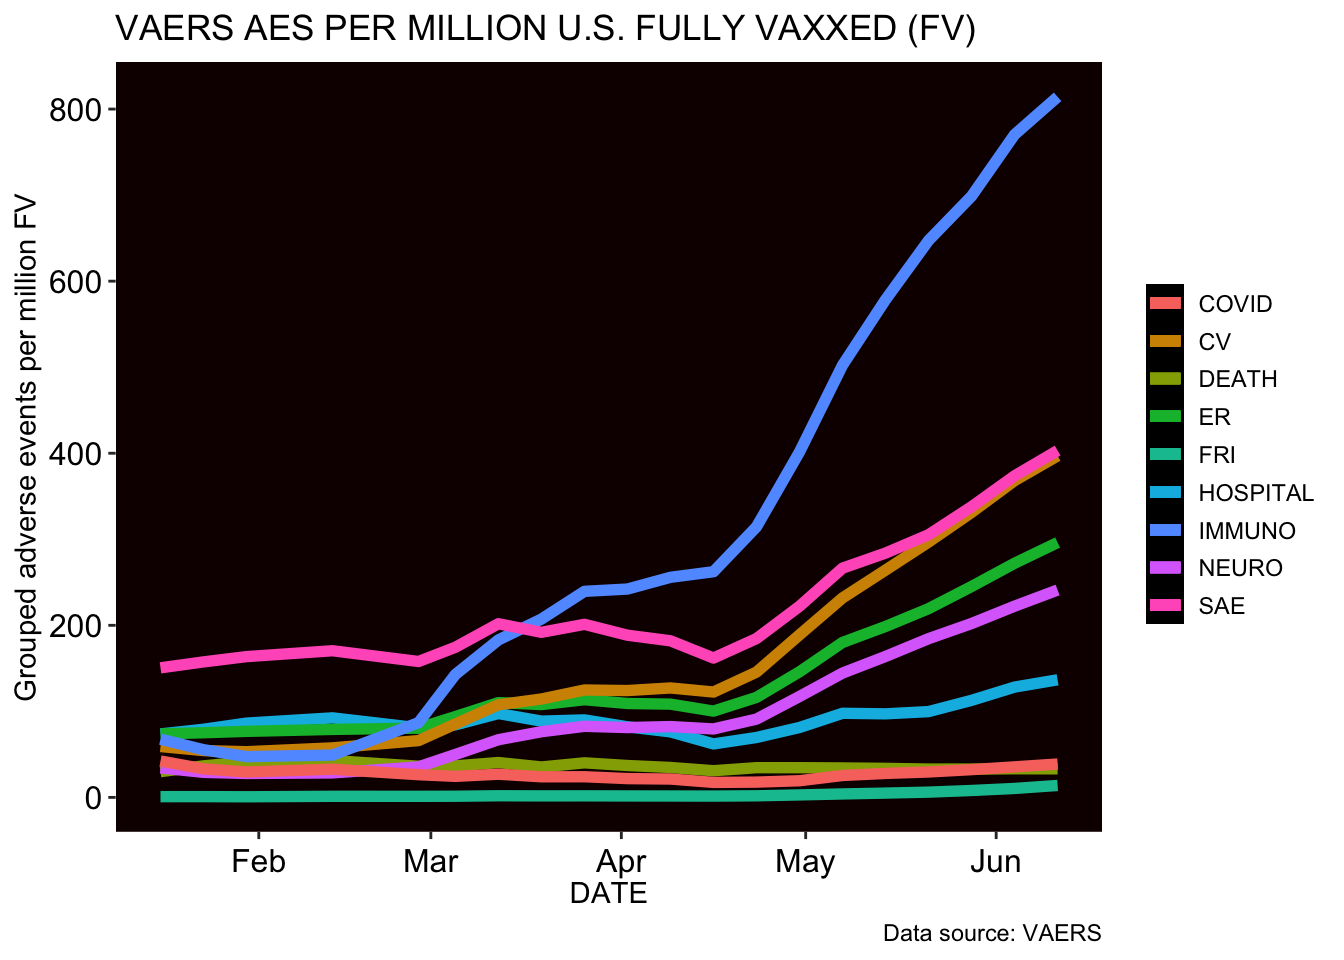 VAERS AES PER MILLION U.S. FULLY VAXXED (FV)
Grouped adverse events per million FV
800
600
400
200
0
Feb Mar Apr May Jun
DATE
COVID
CV
DEATH
ER
FRI
HOSPITAL
IMMUNO
NEURO
SAE
Data source: VAERS